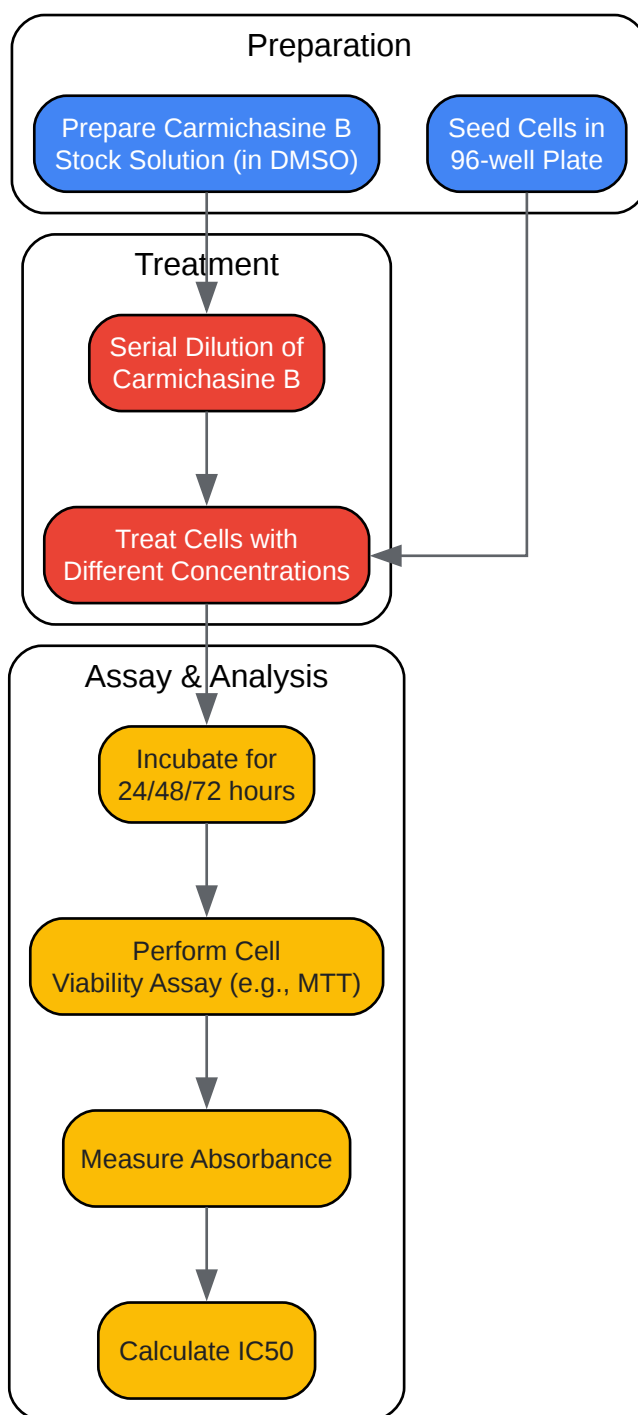 Preparation
Prepare Carmichasine B
Stock Solution (in DMSO)
Seed Cells in
96-well Plate
Treatment
Serial Dilution of
Carmichasine B
Treat Cells with
Different Concentrations
Assay & Analysis
Incubate for
24/48/72 hours
Perform Cell
Viability Assay (e.g., MTT)
Measure Absorbance
Calculate IC50